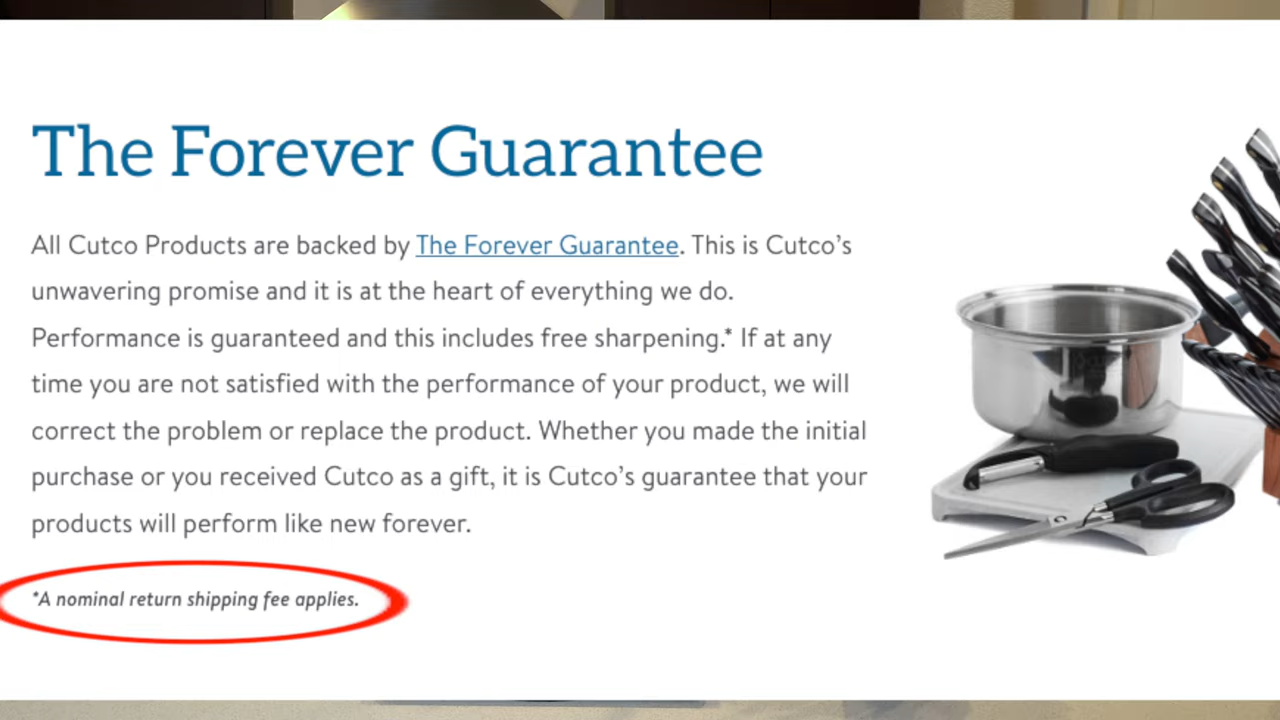 The Forever Guarantee
All Cutco Products are backed by The Forever Guarantee. This is Cutco’s
unwavering promise and it is at the heart of everything we do.
Performance is guaranteed and this includes free sharpening.* If at any
time you are not satisfied with the performance of your product, we will
correct the problem or replace the product. Whether you made the initial
purchase or you received Cutco as a gift, it is Cutco’s guarantee that your
products will perform like new forever.
*A nominal return shipping fee applies.